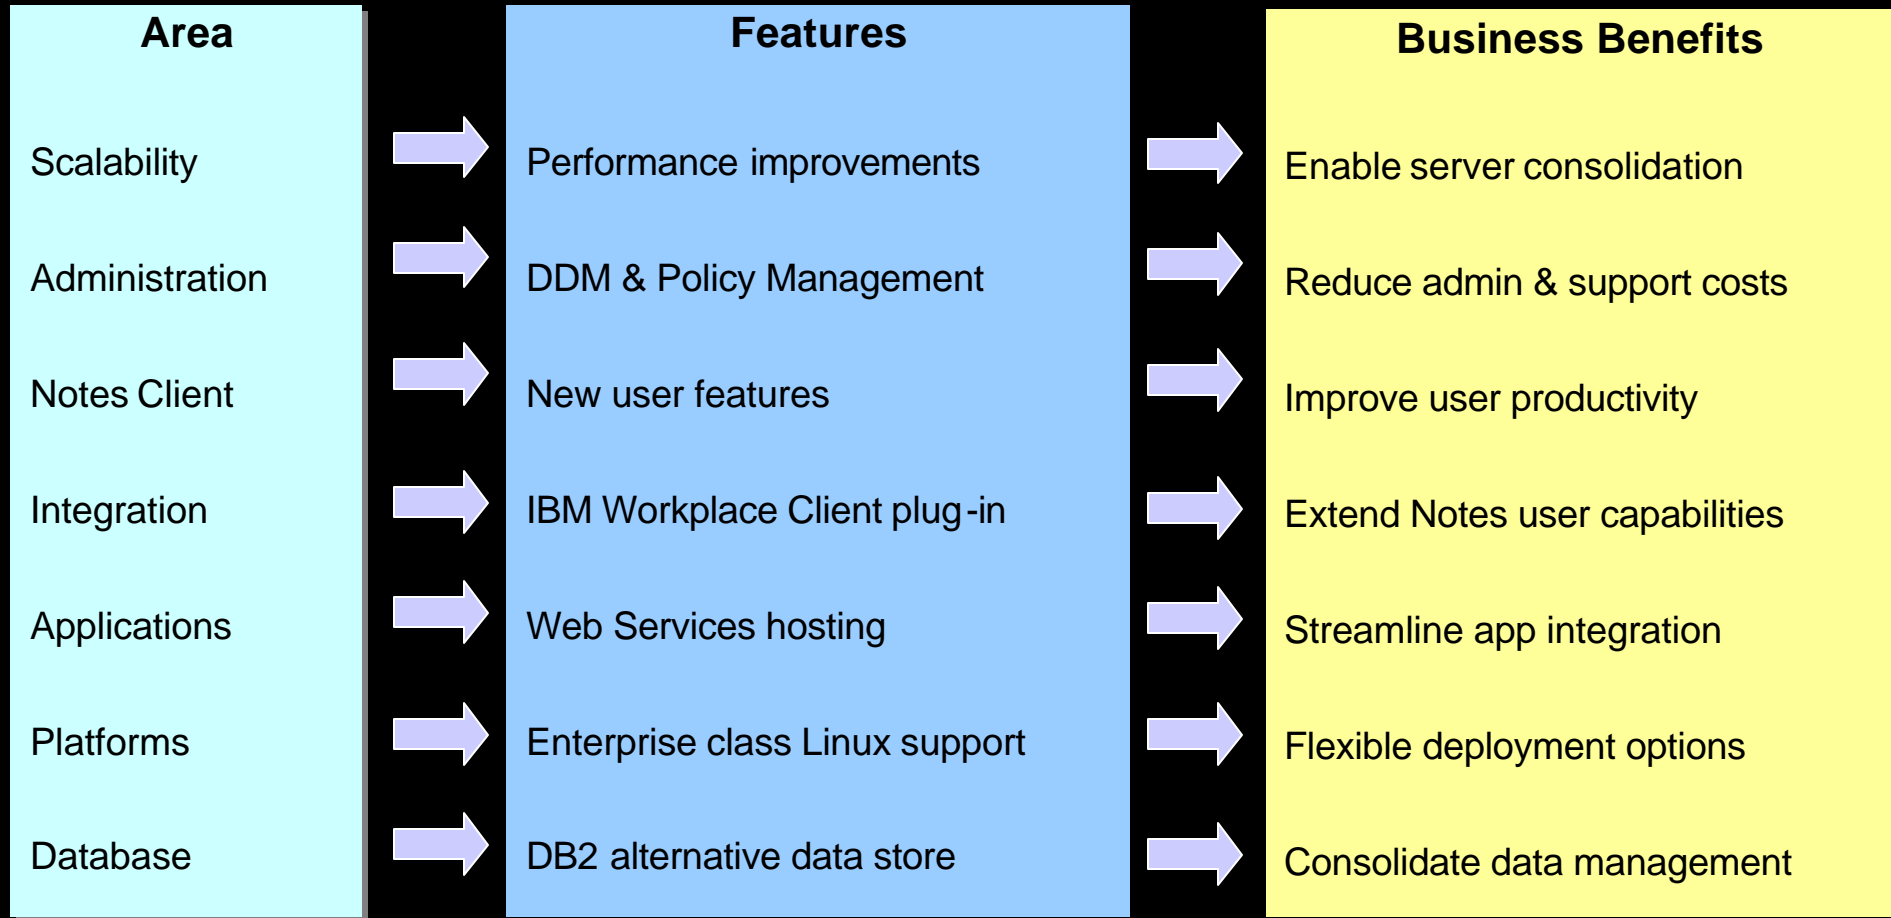 Area
Features
Business Benefits
Scalability
Performance improvements
Enable server consolidation
Administration
DDM & Policy Management
Reduce admin & support costs
Notes Client
New user features
Improve user productivity
Integration
IBM Workplace Client plug-in
Extend Notes user capabilities
Applications
Web Services hosting
Streamline app integration
Platforms
Enterprise class Linux support
Flexible deployment options
Database
DB2 alternative data store
Consolidate data management